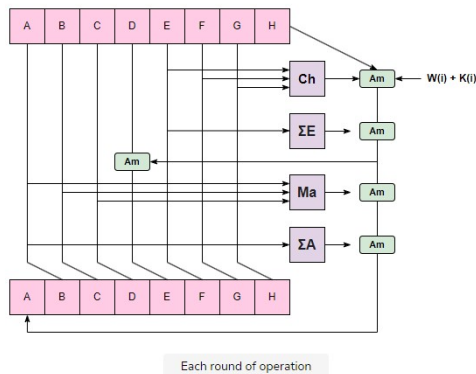 A B C D E F G H
Ch Am W(i) + K(i)
ΣE Am
Am
Ma Am
ΣA Am
A B C D E F G H
Each round of operation